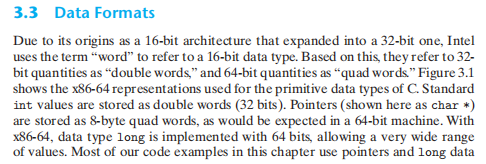 3.3 Data Formats
Due to its origins as a 16-bit architecture that expanded into a 32-bit one, Intel
uses the term “word” to refer to a 16-bit data type. Based on this, they refer to 32-
bit quantities as “double words,” and 64-bit quantities as “quad words.” Figure 3.1
shows the x86-64 representations used for the primitive data types of C. Standard
int values are stored as double words (32 bits). Pointers (shown here as char *)
are stored as 8-byte quad words, as would be expected in a 64-bit machine. With
x86-64, data type long is implemented with 64 bits, allowing a very wide range
of values. Most of our code examples in this chapter use pointers and long data